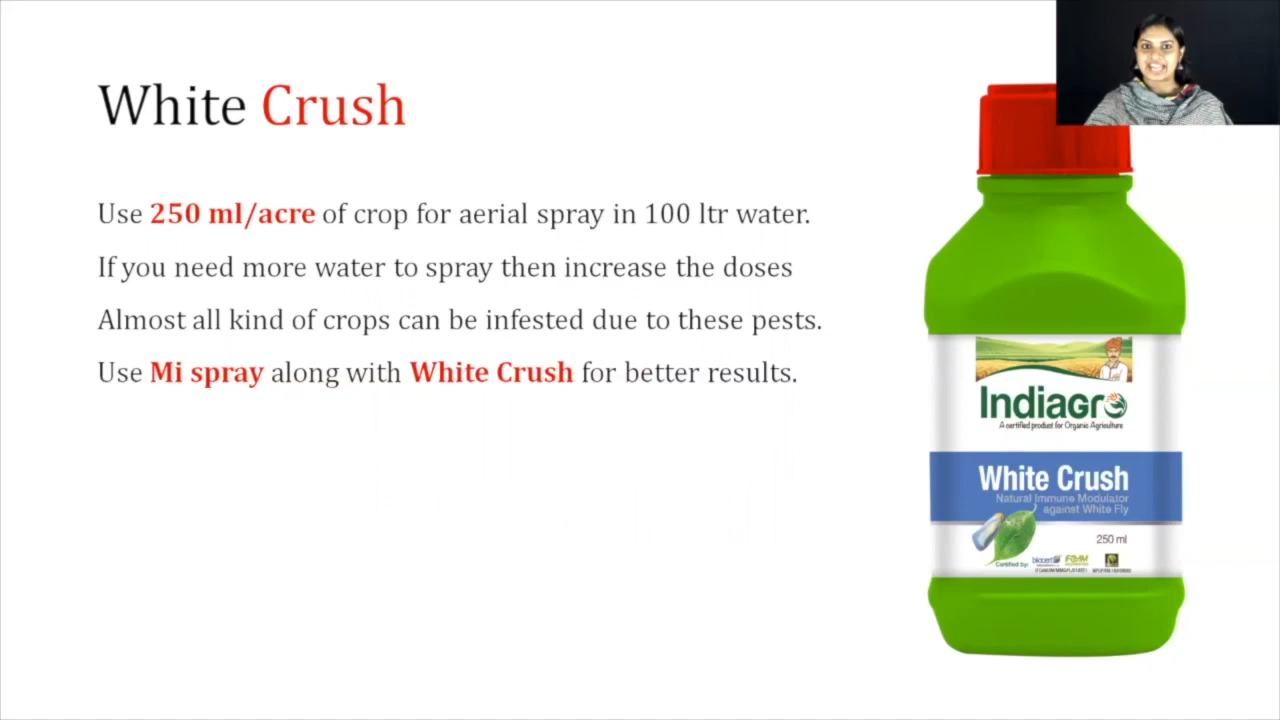 White Crush
Use 250 ml/acre of crop for aerial spray in 100 ltr water.
If you need more water to spray then increase the doses
Almost all kind of crops can be infested due to these pests.
Use Mi spray along with White Crush for better results.
Indiagro
A certified product for Organic Agriculture
White Crush
Natural Immune Modulator
against White Fly
250 ml
Certified by: